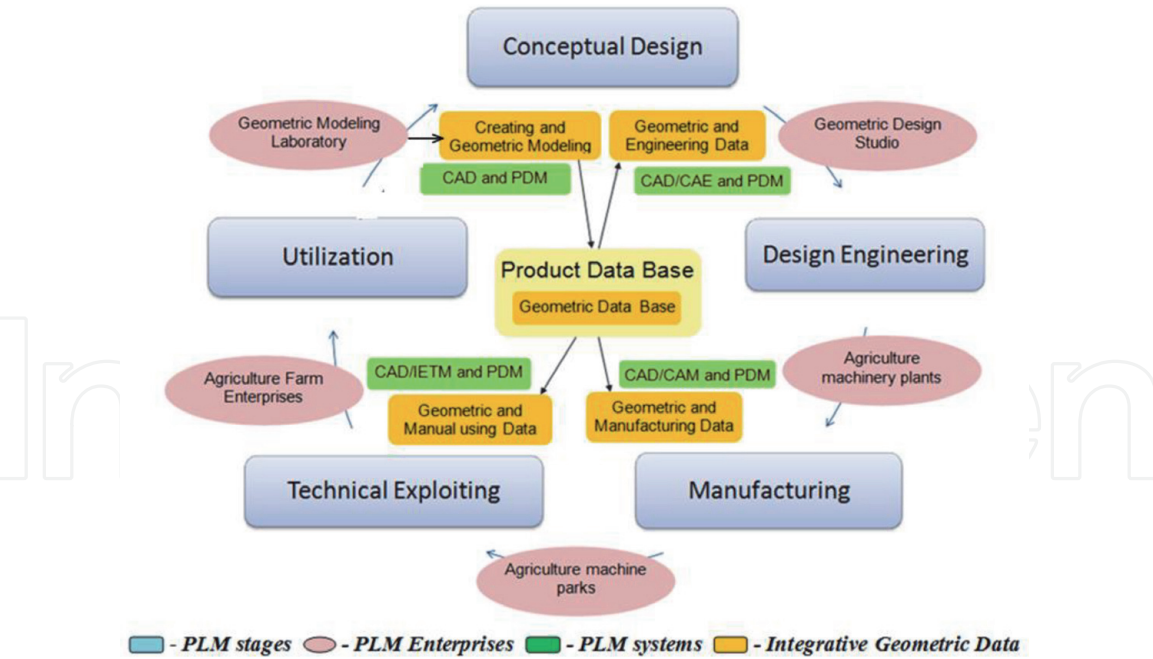 Conceptual Design
Geometric Modeling
Laboratory
Creating and
Geometric Modeling
Geometric and
Engineering Data
Geometric Design
Studio
CAD and PDM
CAD/CAE and PDM
Utilization
Product Data Base
Geometric Data Base
Design Engineering
Agriculture Farm
Enterprises
CAD/IETM and PDM
CAD/CAM and PDM
Agriculture
machinery plants
Geometric and
Manual using Data
Geometric and
Manufacturing Data
Technical Exploiting
Manufacturing
Agriculture machine
parks
- PLM stages - PLM Enterprises - PLM systems - Integrative Geometric Data